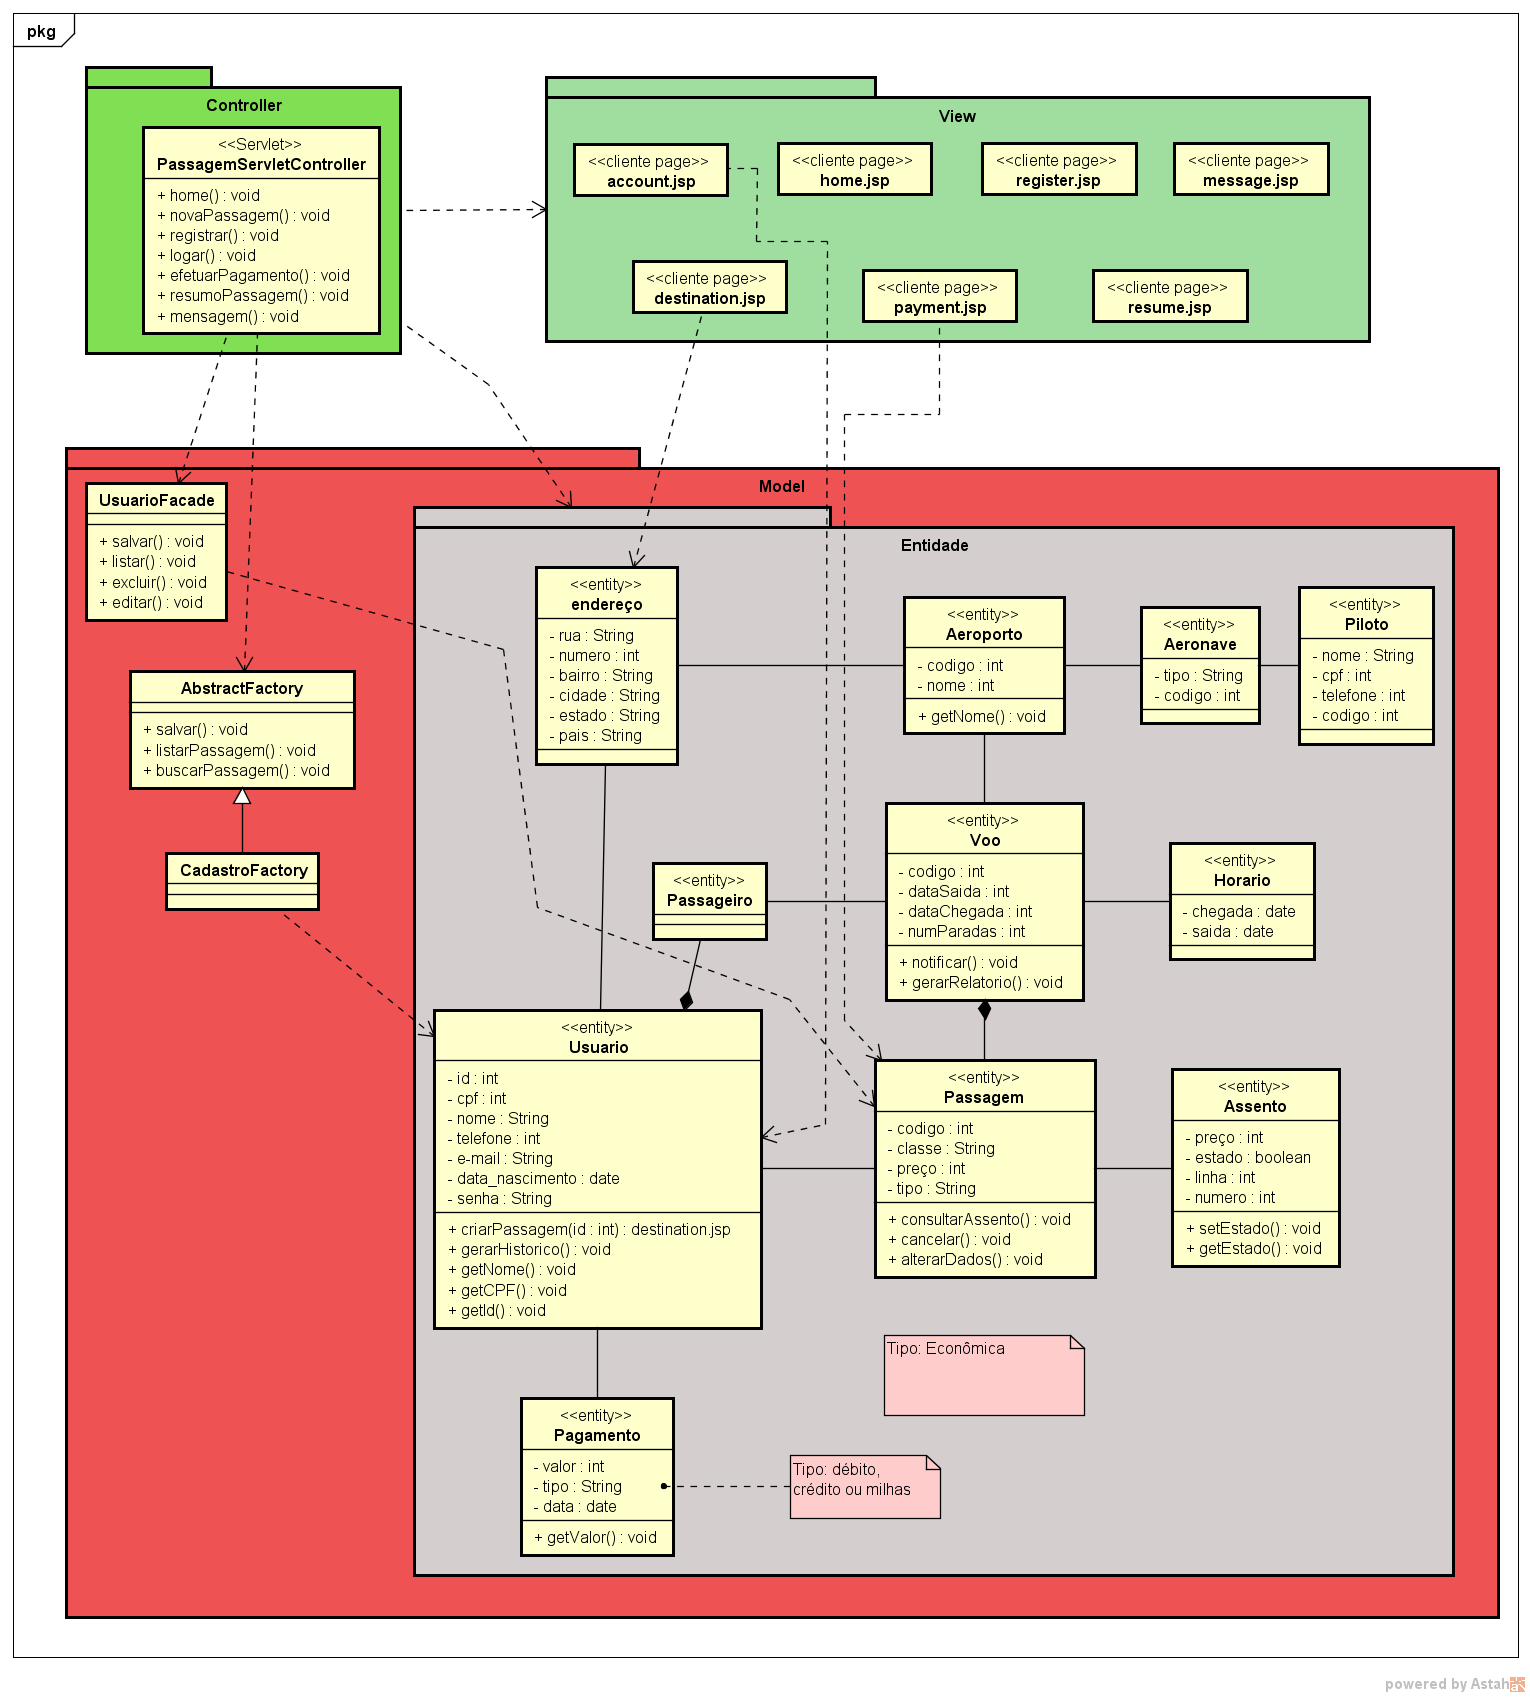 pkg
Controller
<<Servlet>>
PassagemServletController
+ home() : void
+ novaPassagem() : void
+ registrar() : void
+ logar() : void
+ efetuarPagamento() : void
+ resumoPassagem() : void
+ mensagem() : void
View
<<cliente page>>
account.jsp
<<cliente page>>
home.jsp
<<cliente page>>
register.jsp
<<cliente page>>
message.jsp
<<cliente page>>
destination.jsp
<<cliente page>>
payment.jsp
<<cliente page>>
resume.jsp
Model
UsuarioFacade
+ salvar() : void
+ listar() : void
+ excluir() : void
+ editar() : void
AbstractFactory
+ salvar() : void
+ listarPassagem() : void
+ buscarPassagem() : void
CadastroFactory
Entidade
<<entity>>
endereço
- rua : String
- numero : int
- bairro : String
- cidade : String
- estado : String
- pais : String
<<entity>>
Aeroporto
- codigo : int
- nome : int
+ getNome() : void
<<entity>>
Aeronave
- tipo : String
- codigo : int
<<entity>>
Piloto
- nome : String
- cpf : int
- telefone : int
- codigo : int
<<entity>>
Passageiro
<<entity>>
Voo
- codigo : int
- dataSaida : int
- dataChegada : int
- numParadas : int
+ notificar() : void
+ gerarRelatorio() : void
<<entity>>
Horario
- chegada : date
- saida : date
<<entity>>
Usuario
- id : int
- cpf : int
- nome : String
- telefone : int
- e-mail : String
- data_nascimento : date
- senha : String
+ criarPassagem(id : int) : destination.jsp
+ gerarHistorico() : void
+ getNome() : void
+ getCPF() : void
+ getId() : void
<<entity>>
Passagem
- codigo : int
- classe : String
- preço : int
- tipo : String
+ consultarAssento() : void
+ cancelar() : void
+ alterarDados() : void
<<entity>>
Assento
- preço : int
- estado : boolean
- linha : int
- numero : int
+ setEstado() : void
+ getEstado() : void
Tipo: Econômica
<<entity>>
Pagamento
- valor : int
- tipo : String
- data : date
+ getValor() : void
Tipo: débito,
crédito ou milhas
powered by Astah